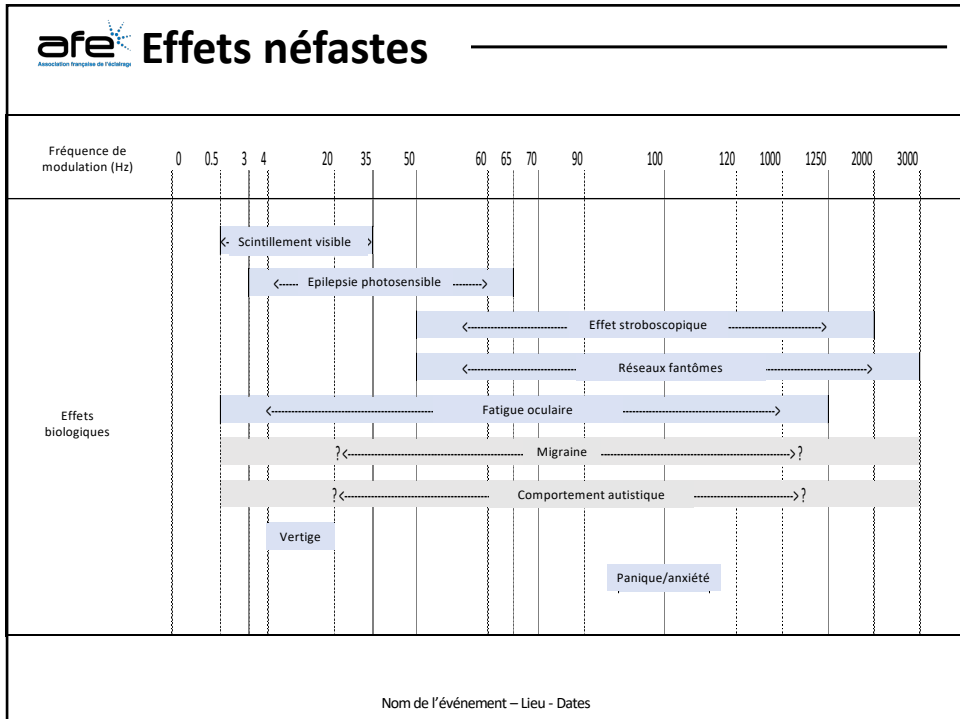 afe
Association française de l'éclairage
Effets néfastes
Fréquence de
modulation (Hz)
0 0.5 3 4 20 35 50 60 65 70 90 100 120 1000 1250 2000 3000
Scintillement visible
Epilepsie photosensible
Effet stroboscopique
Réseaux fantômes
Effets
biologiques
Fatigue oculaire
? Migraine ?
? Comportement autistique ?
Vertige
Panique/anxiété
Nom de l'événement – Lieu - Dates